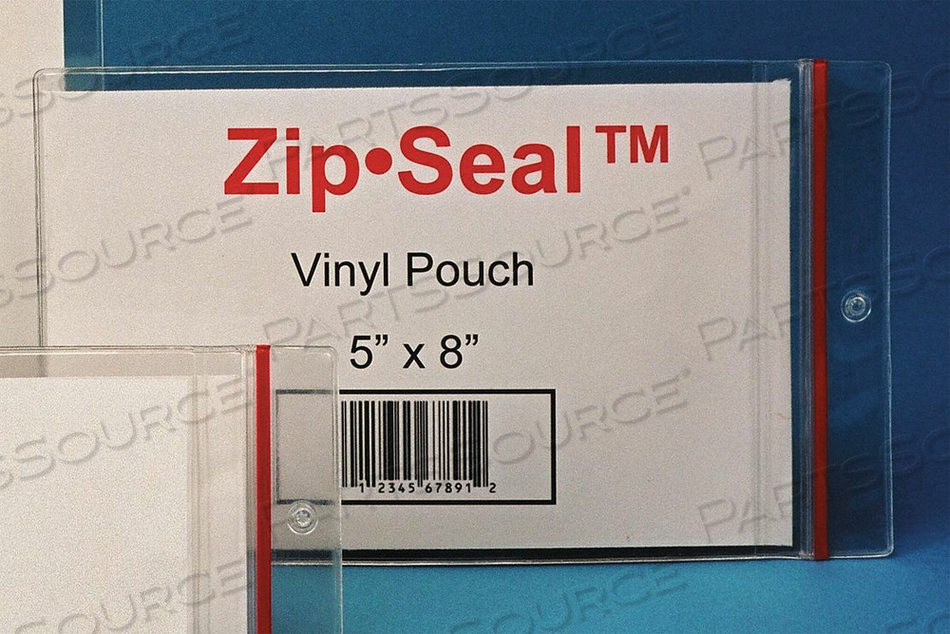 Zip•Seal™
Vinyl Pouch
5” x 8”
1 2345 67891 2
PARTSSOURCE